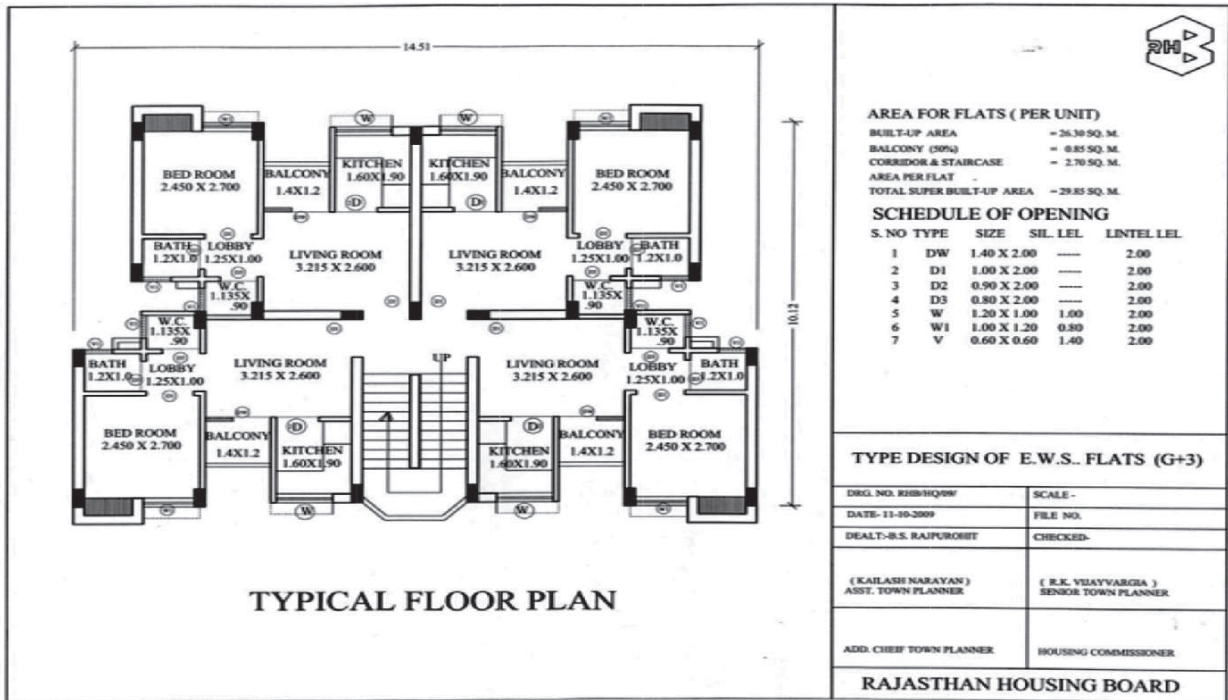 14.51
W1
W
W
W1
BED ROOM
2.450 X 2.700
BALCONY
1.4X1.2
KITCHEN
1.60X1.90
KITCHEN
1.60X1.90
BALCONY
1.4X1.2
BED ROOM
2.450 X 2.700
D
D
BATH
1.2X1.0
LOBBY
1.25X1.00
LIVING ROOM
3.215 X 2.600
LIVING ROOM
3.215 X 2.600
LOBBY
1.25X1.00
BATH
1.2X1.0
W.C.
1.135X
.90
W.C.
1.135X
.90
10.12
W.C.
1.135X
.90
W.C.
1.135X
.90
BATH
1.2X1.0
LOBBY
1.25X1.00
LIVING ROOM
3.215 X 2.600
UP
LIVING ROOM
3.215 X 2.600
LOBBY
1.25X1.00
BATH
1.2X1.0
BED ROOM
2.450 X 2.700
BALCONY
1.4X1.2
D
KITCHEN
1.60X1.90
D
KITCHEN
1.60X1.90
BALCONY
1.4X1.2
BED ROOM
2.450 X 2.700
W1
W
W
W1
TYPICAL FLOOR PLAN
RHB
AREA FOR FLATS ( PER UNIT)
BUILT-UP AREA = 26.30 SQ. M.
BALCONY (50%) = 0.85 SQ. M.
CORRIDOR & STAIRCASE = 2.70 SQ. M.
AREA PER FLAT -
TOTAL SUPER BUILT-UP AREA = 29.85 SQ. M.
SCHEDULE OF OPENING
S. NO TYPE SIZE SIL. LEL LINTEL LEL
1 DW 1.40 X 2.00 ----- 2.00
2 D1 1.00 X 2.00 ----- 2.00
3 D2 0.90 X 2.00 ----- 2.00
4 D3 0.80 X 2.00 ----- 2.00
5 W 1.20 X 1.00 1.00 2.00
6 W1 1.00 X 1.20 0.80 2.00
7 V 0.60 X 0.60 1.40 2.00
TYPE DESIGN OF E.W.S.. FLATS (G+3)
DRG. NO. RHB/HQ/09/
SCALE -
DATE- 11-10-2009
FILE NO.
DEALT:-B.S. RAJPUROHIT
CHECKED-
( KAILASH NARAYAN )
ASST. TOWN PLANNER
( R.K. VIJAYVARGIA )
SENIOR TOWN PLANNER
ADD. CHEIF TOWN PLANNER
HOUSING COMMISSIONER
RAJASTHAN HOUSING BOARD